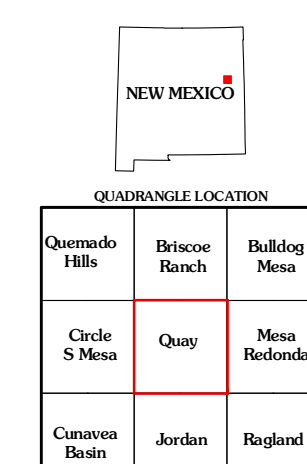 NEW MEXICO
QUADRANGLE LOCATION
Quemado
Hills
Briscoe
Ranch
Bulldog
Mesa
Circle
S Mesa
Quay
Mesa
Redonda
Cunavea
Basin
Jordan
Ragland